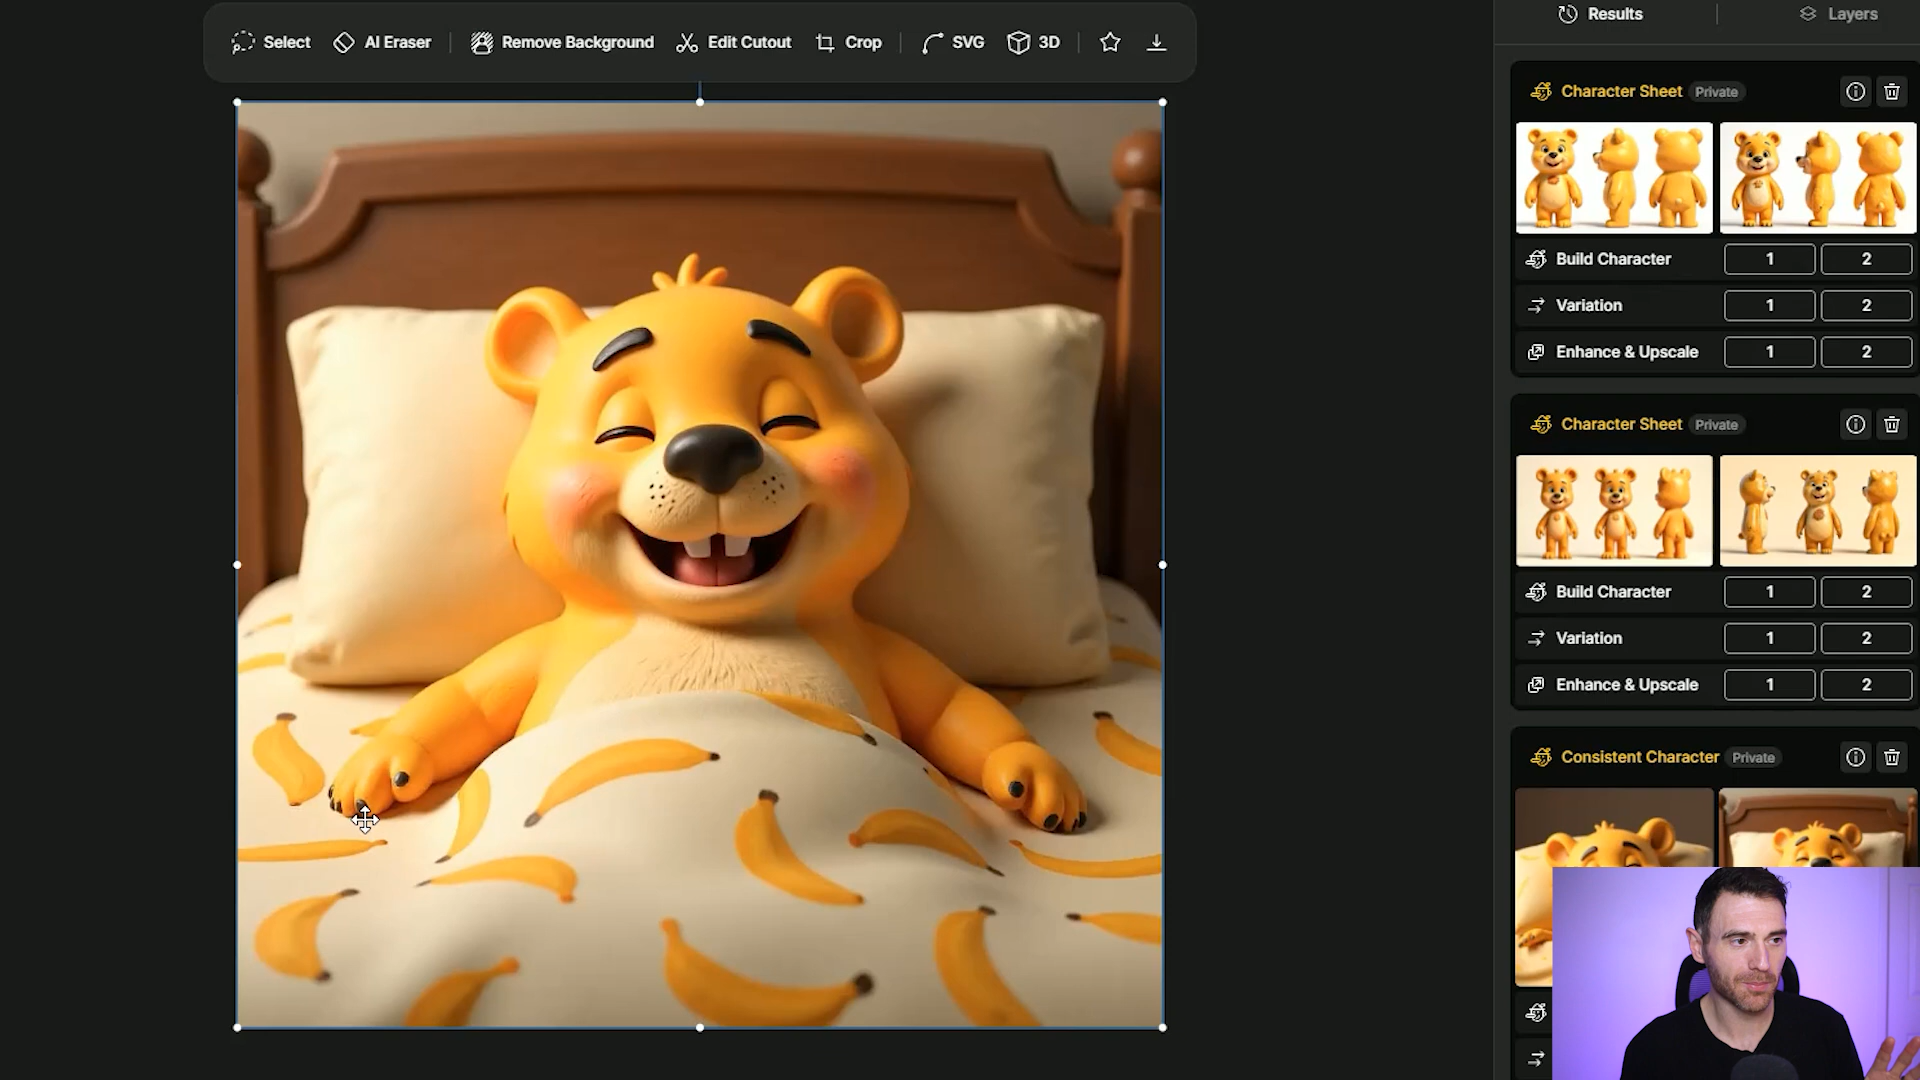 Select AI Eraser Remove Background Edit Cutout Crop SVG 3D
Results Layers
Character Sheet Private
Build Character 1 2
Variation 1 2
Enhance & Upscale 1 2
Character Sheet Private
Build Character 1 2
Variation 1 2
Enhance & Upscale 1 2
Consistent Character Private